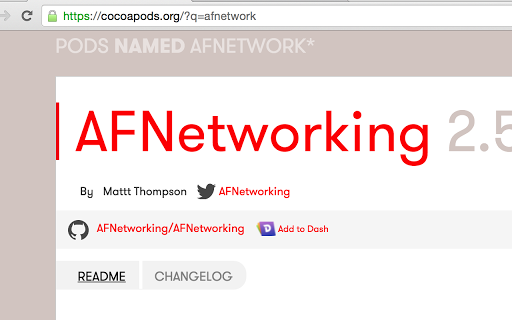 https://cocoapods.org/?q=afnetwork
PODS NAMED AFNETWORK*
AFNetworking 2.5
By Mattt Thompson AFNetworking
AFNetworking/AFNetworking Add to Dash
README CHANGELOG